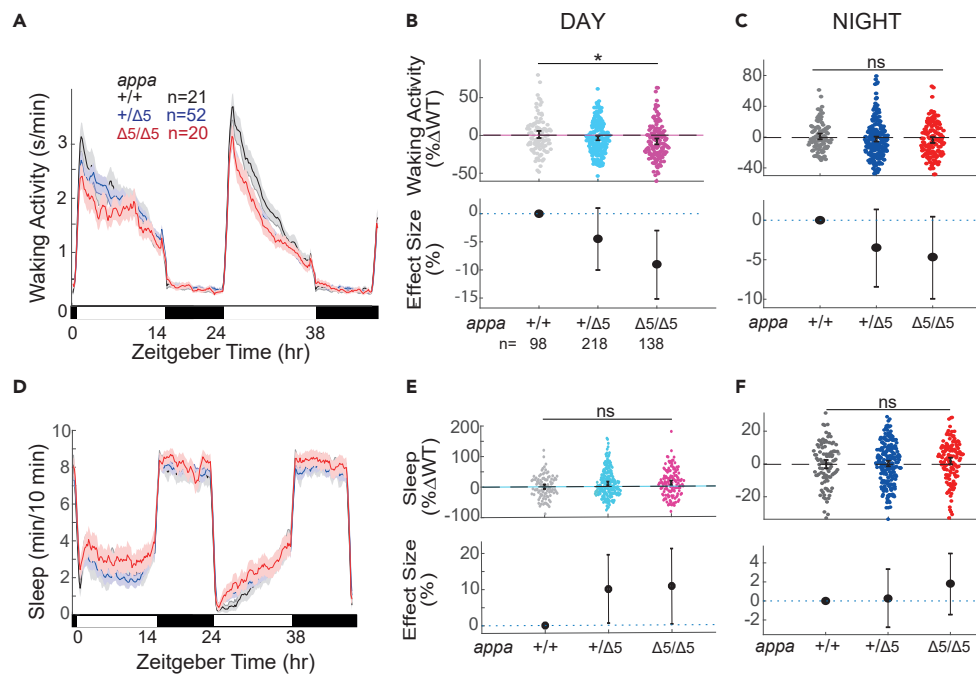 DAY
NIGHT
A
appa
+/+ n=21
+/Δ5 n=52
Δ5/Δ5 n=20
Waking Activity (s/min)
3
2
1
0
14
24
38
0
Zeitgeber Time (hr)
B
*
Waking Activity
(%ΔWT)
50
0
-50
Effect Size
(%)
0
-5
-10
-15
appa +/+ +/Δ5 Δ5/Δ5
n= 98 218 138
C
ns
80
40
0
-40
0
-5
-10
+/+ +/Δ5 Δ5/Δ5
D
Sleep (min/10 min)
10
8
6
4
2
0
0 14 24 38
Zeitgeber Time (hr)
E
ns
Sleep
(%ΔWT)
200
100
0
-100
Effect Size
(%)
20
10
0
appa +/+ +/Δ5 Δ5/Δ5
F
ns
20
0
-20
4
2
0
-2
appa +/+ +/Δ5 Δ5/Δ5